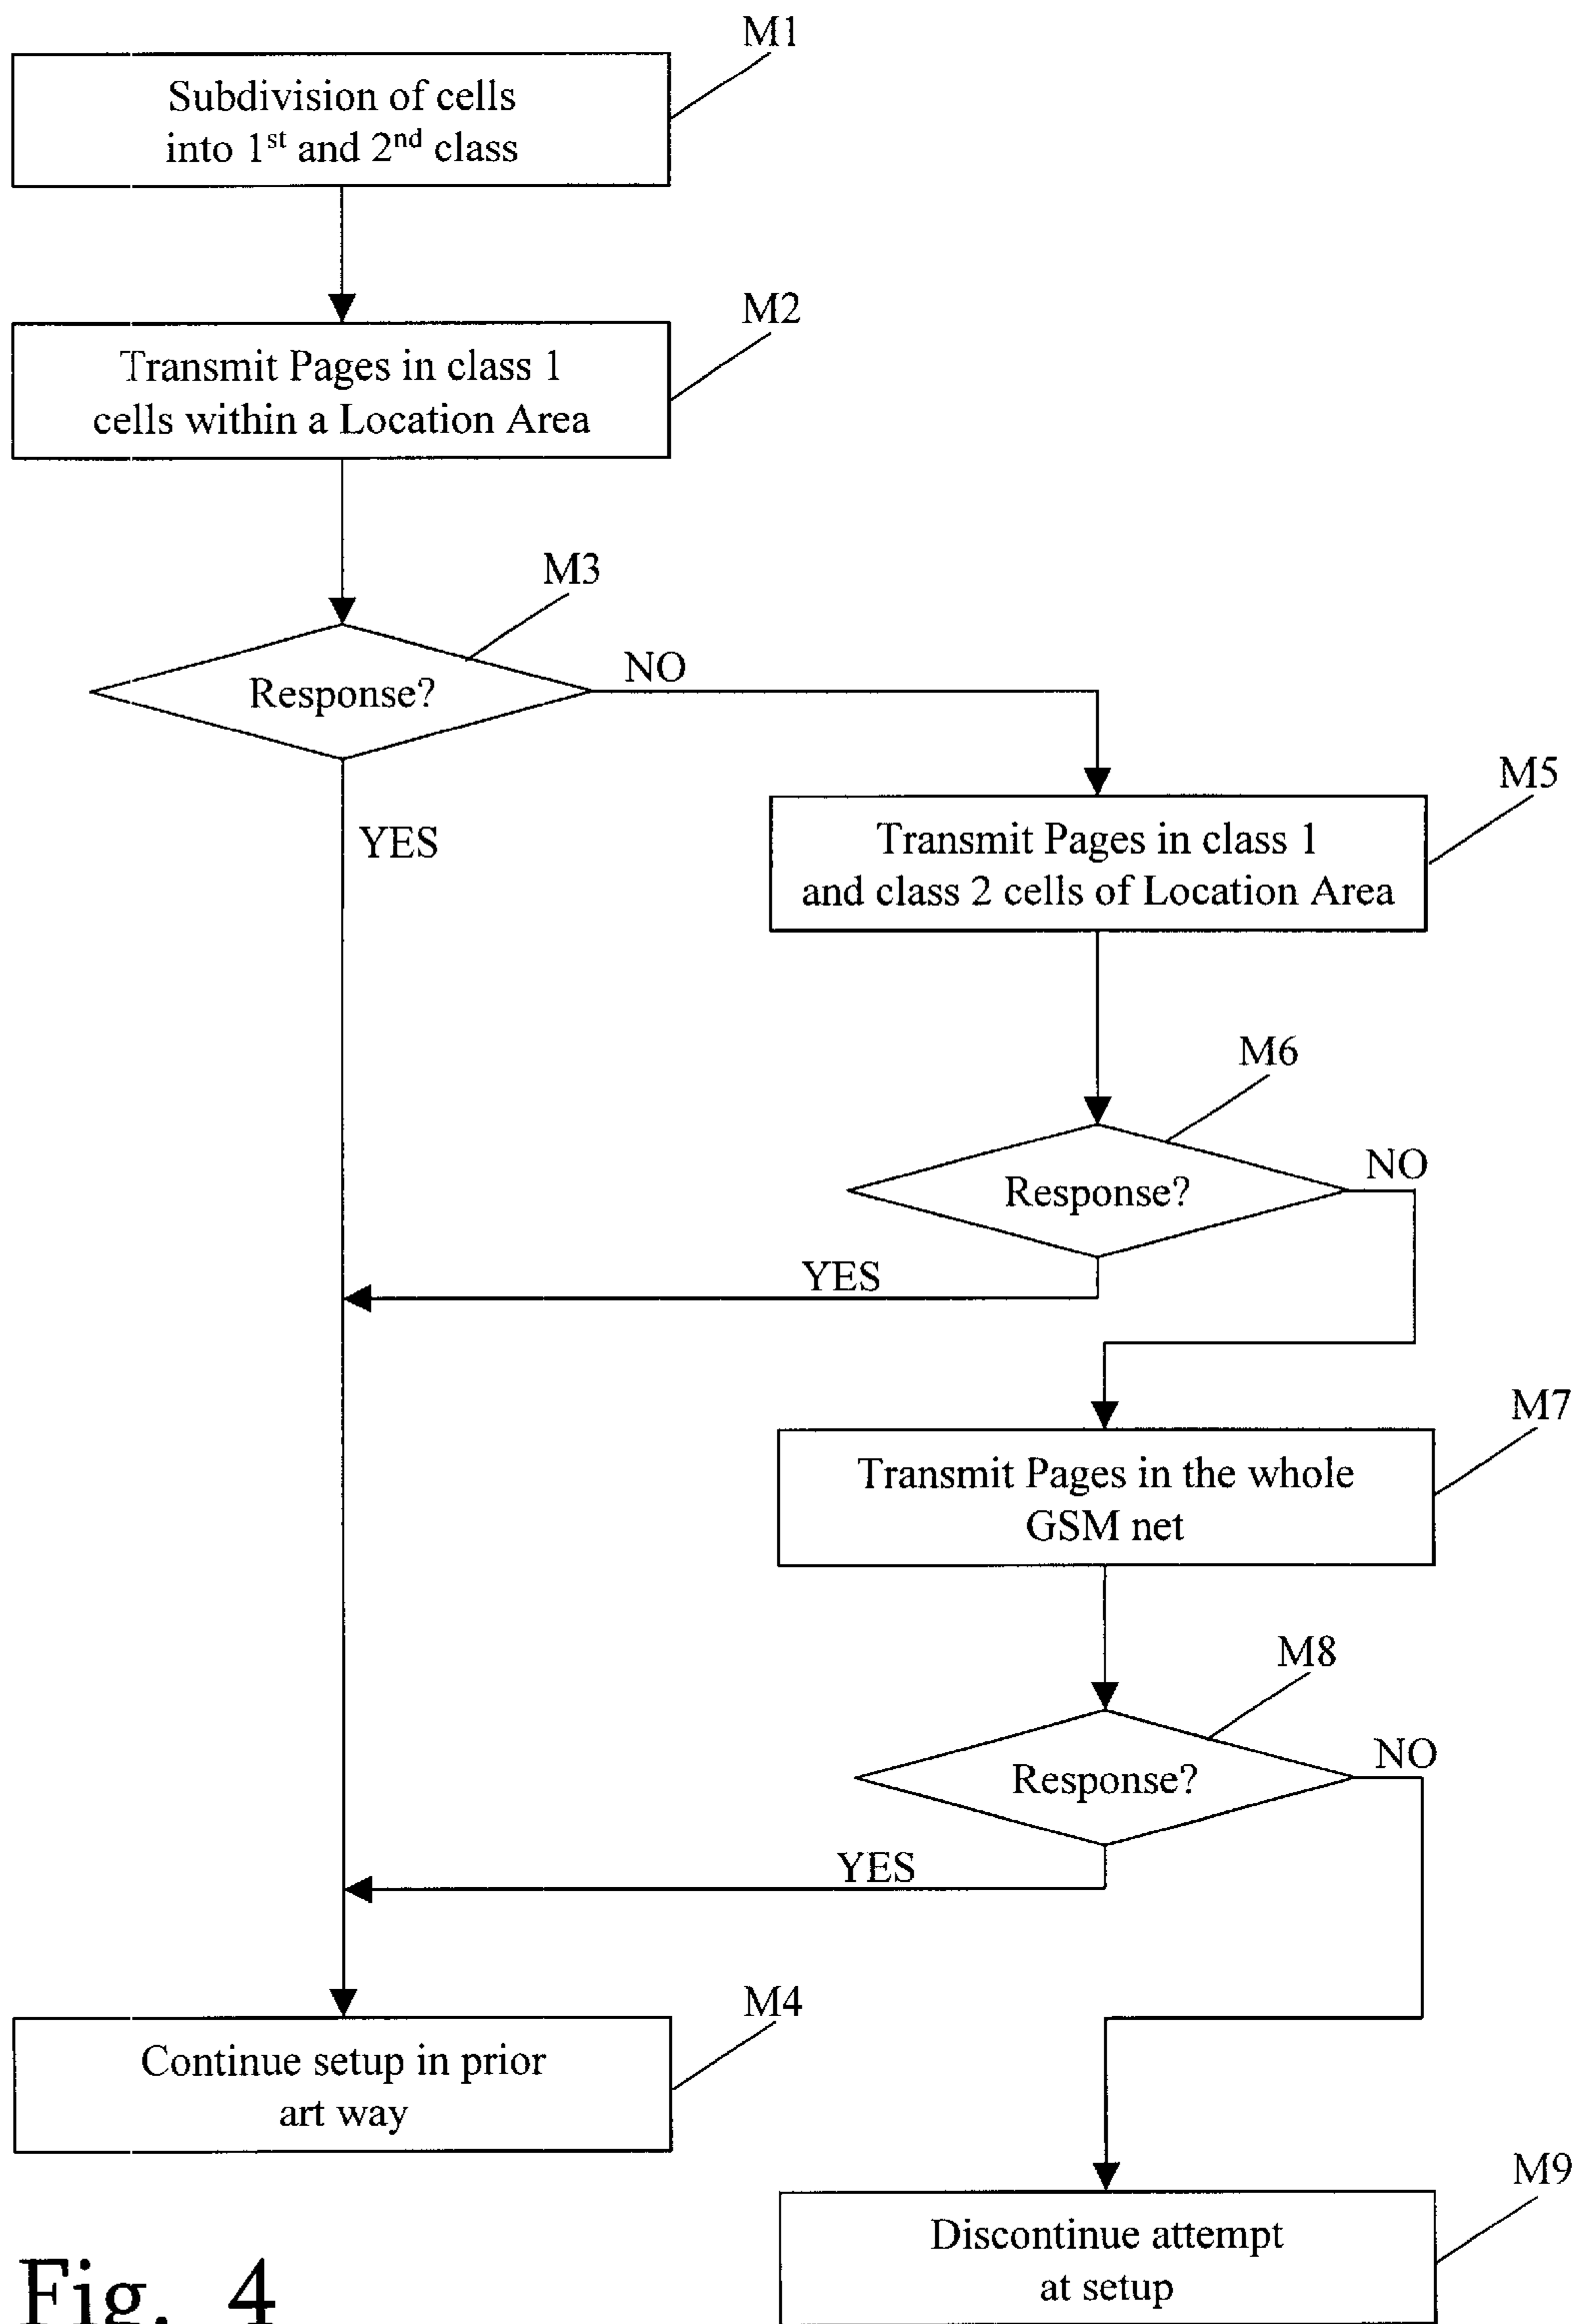 M1
Subdivision of cells
into 1st and 2nd class
M2
Transmit Pages in class 1
cells within a Location Area
M3
Response?
NO
YES
M5
Transmit Pages in class 1
and class 2 cells of Location Area
M6
Response?
NO
YES
M7
Transmit Pages in the whole
GSM net
M8
Response?
NO
YES
M4
Continue setup in prior
art way
M9
Discontinue attempt
at setup
Fig. 4